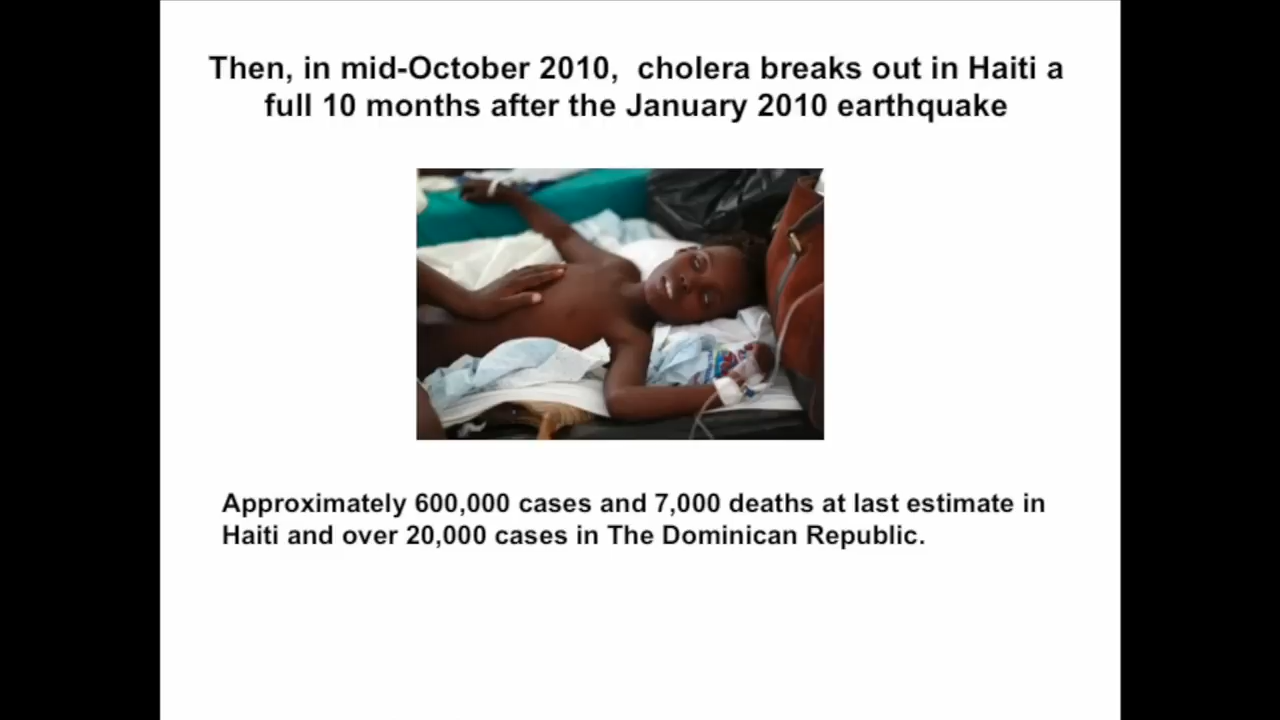 Then, in mid-October 2010, cholera breaks out in Haiti a
full 10 months after the January 2010 earthquake
Approximately 600,000 cases and 7,000 deaths at last estimate in
Haiti and over 20,000 cases in The Dominican Republic.